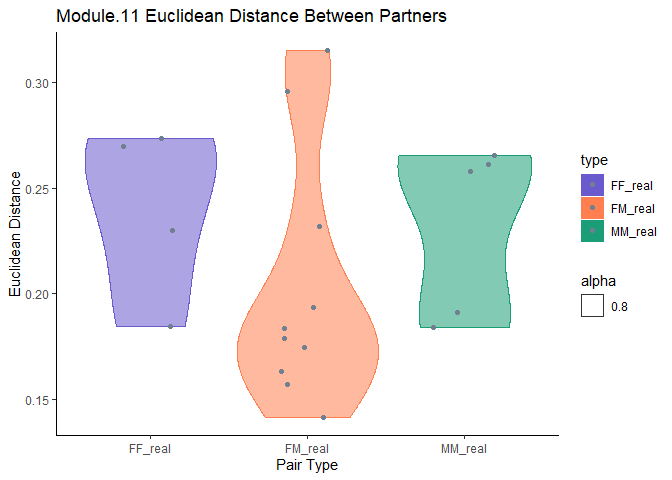 Module.11 Euclidean Distance Between Partners
0.30
0.25
0.20
0.15
Euclidean Distance
FF_real
FM_real
MM_real
Pair Type
type
FF_real
FM_real
MM_real
alpha
0.8